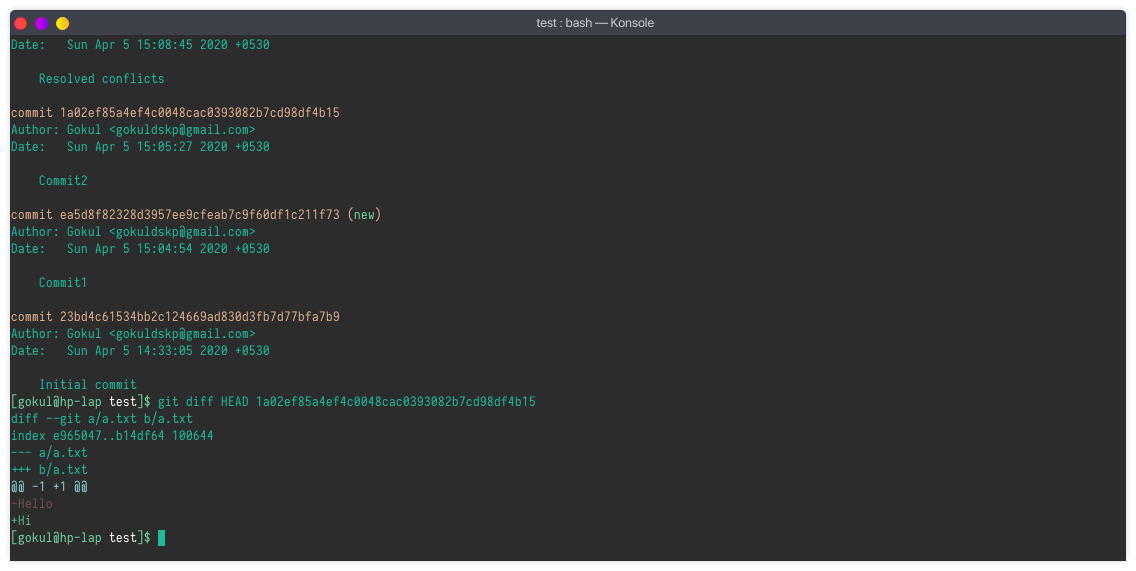 test : bash — Konsole
Date:   Sun Apr 5 15:08:45 2020 +0530
    Resolved conflicts
commit 1a02ef85a4ef4c0048cac0393082b7cd98df4b15
Author: Gokul <gokuldskp@gmail.com>
Date:   Sun Apr 5 15:05:27 2020 +0530
    Commit2
commit ea5d8f82328d3957ee9cfeab7c9f60df1c211f73 (new)
Author: Gokul <gokuldskp@gmail.com>
Date:   Sun Apr 5 15:04:54 2020 +0530
    Commit1
commit 23bd4c61534bb2c124669ad830d3fb7d77bfa7b9
Author: Gokul <gokuldskp@gmail.com>
Date:   Sun Apr 5 14:33:05 2020 +0530
    Initial commit
[gokul@hp-lap test]$ git diff HEAD 1a02ef85a4ef4c0048cac0393082b7cd98df4b15
diff --git a/a.txt b/a.txt
index e965047..b14df64 100644
--- a/a.txt
+++ b/a.txt
@@ -1 +1 @@
-Hello
+Hi
[gokul@hp-lap test]$